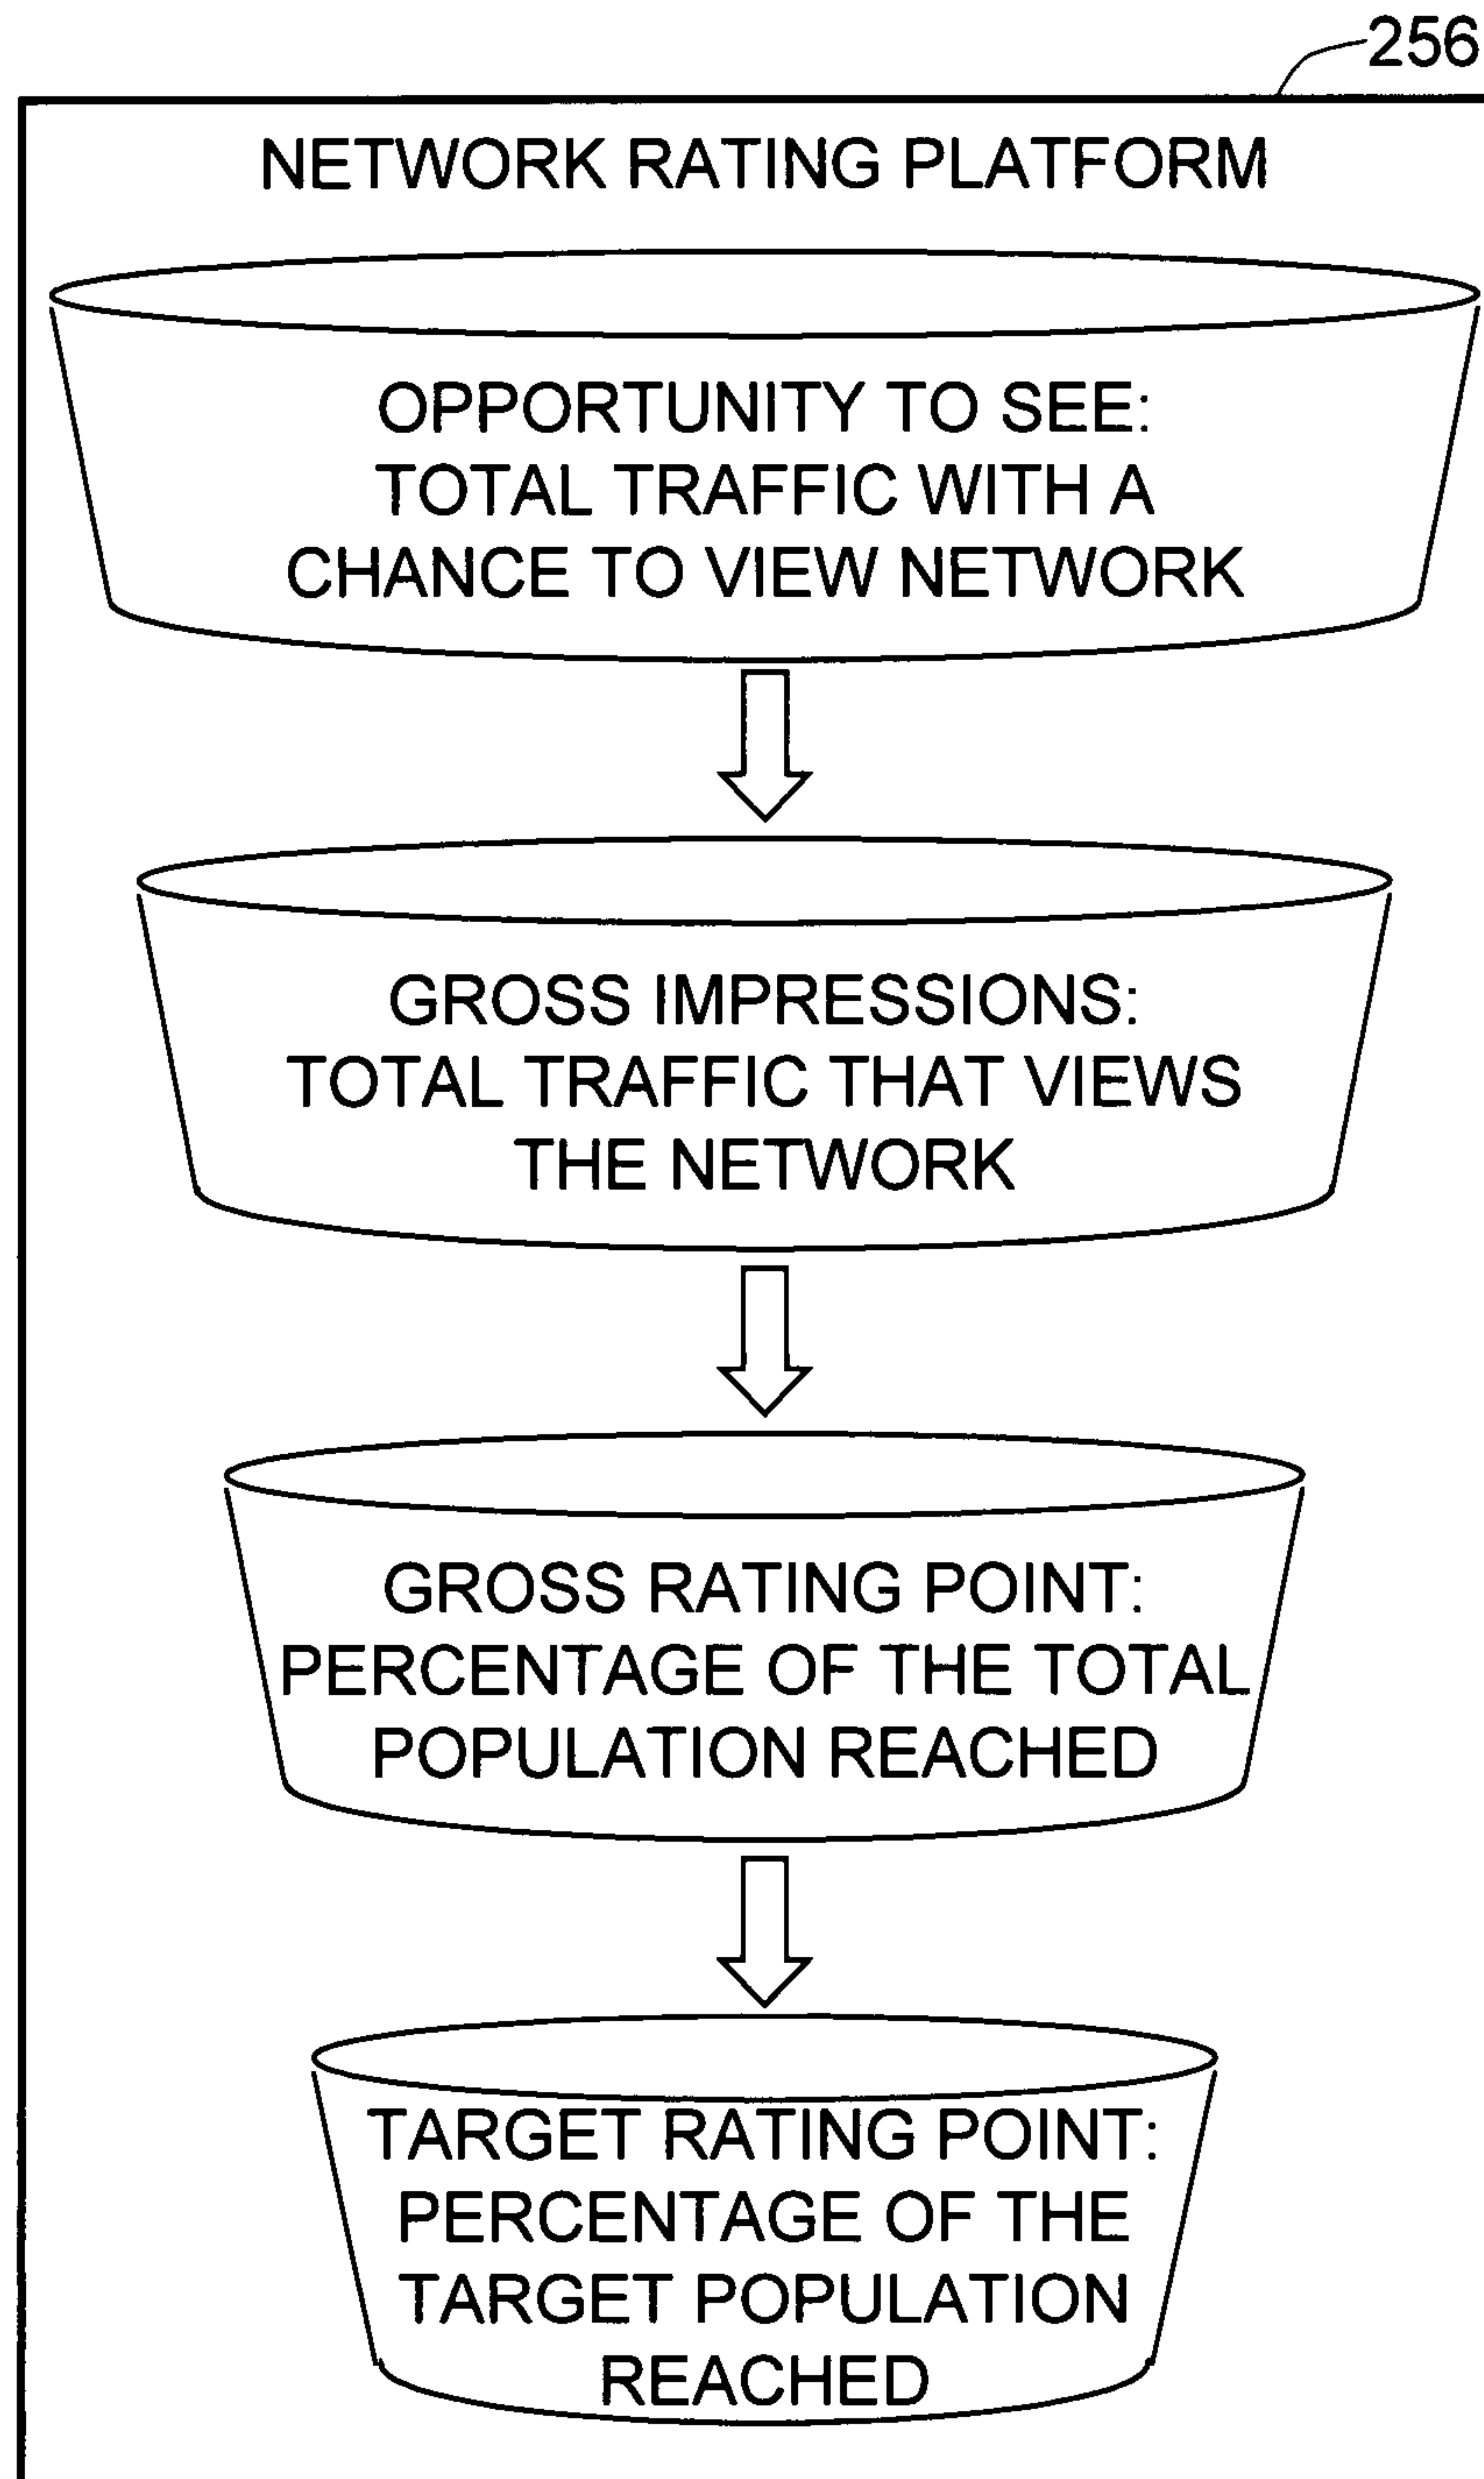 256
NETWORK RATING PLATFORM
OPPORTUNITY TO SEE:
TOTAL TRAFFIC WITH A
CHANCE TO VIEW NETWORK
GROSS IMPRESSIONS:
TOTAL TRAFFIC THAT VIEWS
THE NETWORK
GROSS RATING POINT:
PERCENTAGE OF THE TOTAL
POPULATION REACHED
TARGET RATING POINT:
PERCENTAGE OF THE
TARGET POPULATION
REACHED